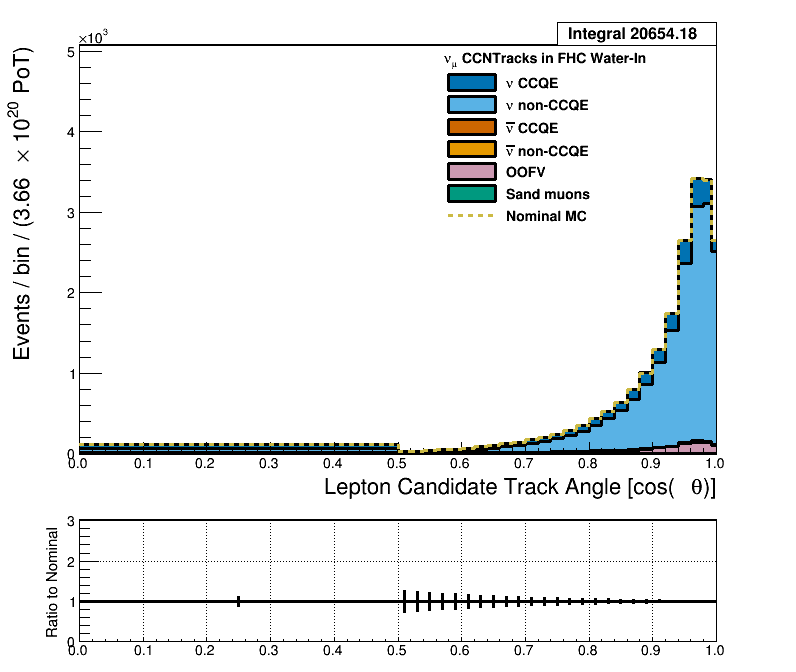 Integral 20654.18
×10³
ν_μ CCNTracks in FHC Water-In
ν CCQE
ν non-CCQE
ν̅ CCQE
ν̅ non-CCQE
OOFV
Sand muons
Nominal MC
Events / bin / (3.66 × 10²⁰ PoT)
5
4
3
2
1
0
0.0 0.1 0.2 0.3 0.4 0.5 0.6 0.7 0.8 0.9 1.0
Lepton Candidate Track Angle [cos( θ)]
Ratio to Nominal
3
2
1
0
0.0 0.1 0.2 0.3 0.4 0.5 0.6 0.7 0.8 0.9 1.0